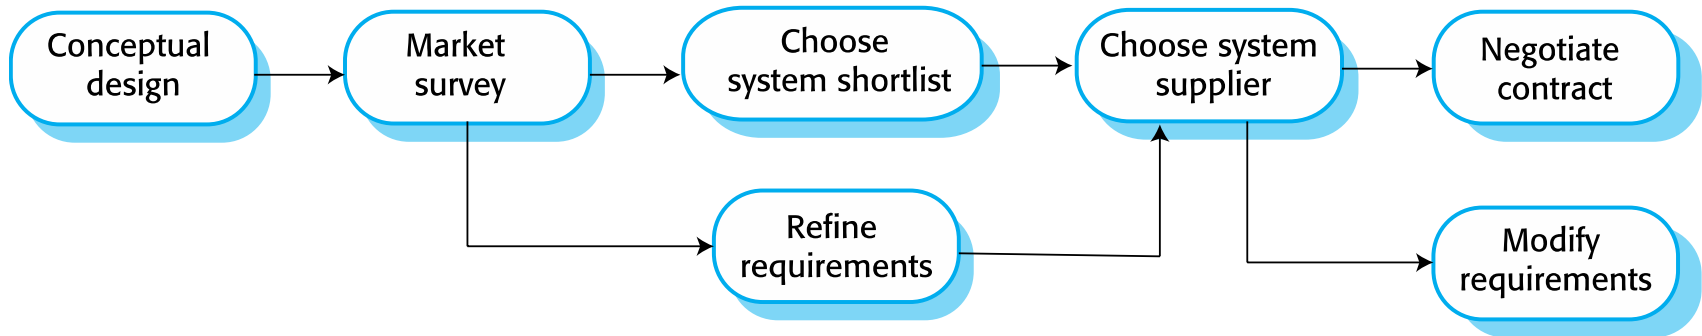 Conceptual
design
Market
survey
Choose
system shortlist
Choose system
supplier
Negotiate
contract
Refine
requirements
Modify
requirements